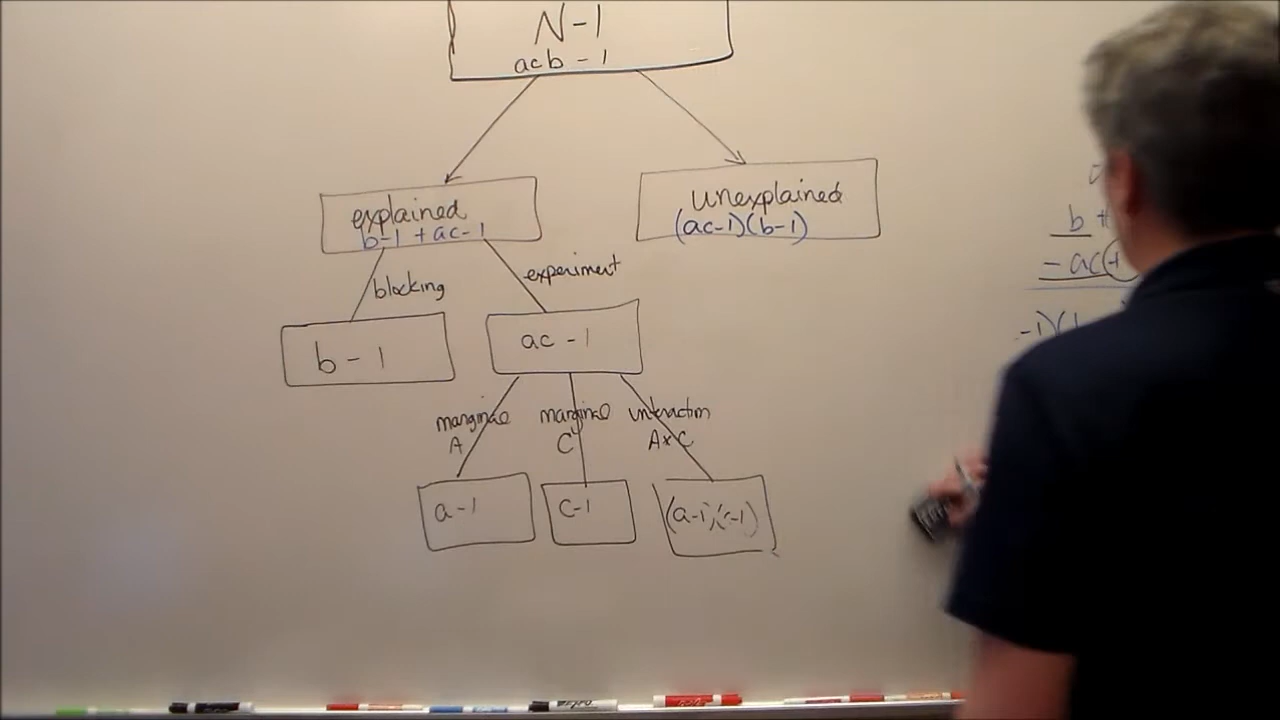 N-1
acb - 1
explained
b-1 + ac-1
unexplained
(ac-1)(b-1)
blocking
experiment
b - 1
ac - 1
marginal
A
marginal
C
interaction
A×C
a-1
c-1
(a-1)(c-1)
b +
- ac +
-1)(